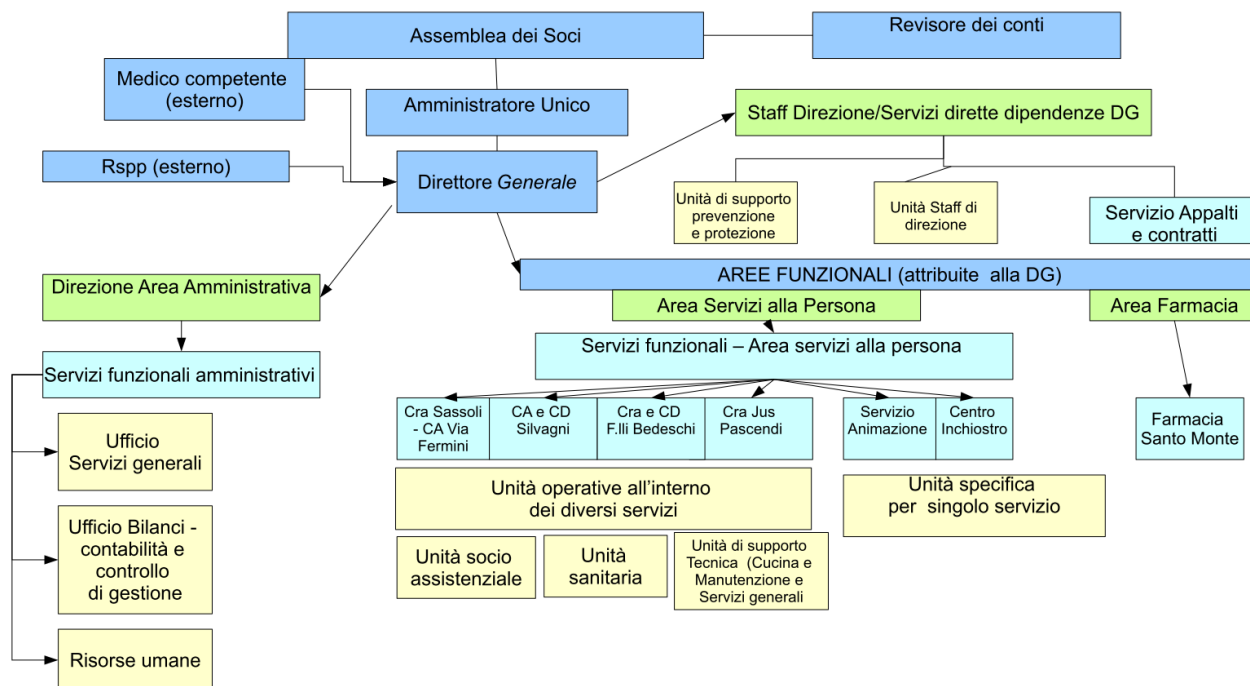 Assemblea dei Soci
Revisore dei conti
Medico competente
(esterno)
Amministratore Unico
Staff Direzione/Servizi dirette dipendenze DG
Rspp (esterno)
Direttore Generale
Unità di supporto
prevenzione
e protezione
Unità Staff di
direzione
Servizio Appalti
e contratti
Direzione Area Amministrativa
AREE FUNZIONALI (attribuite alla DG)
Area Servizi alla Persona
Area Farmacia
Servizi funzionali – Area servizi alla persona
Servizi funzionali amministrativi
Cra Sassoli
- CA Via
Fermini
CA e CD
Silvagni
Cra e CD
F.lli Bedeschi
Cra Jus
Pascendi
Servizio
Animazione
Centro
Inchiostro
Farmacia
Santo Monte
Ufficio
Servizi generali
Unità operative all'interno
dei diversi servizi
Unità specifica
per singolo servizio
Ufficio Bilanci -
contabilità e
controllo
di gestione
Unità socio
assistenziale
Unità
sanitaria
Unità di supporto
Tecnica (Cucina e
Manutenzione e
Servizi generali
Risorse umane